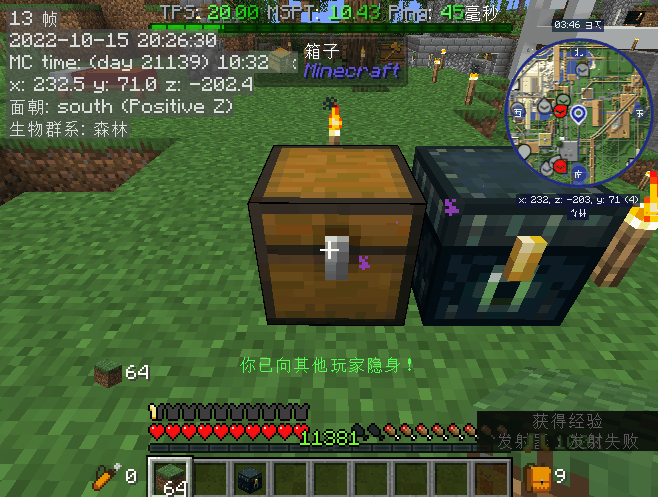 TPS: 20.00 MSPT: 10.43 Ping: 45毫秒
13 帧
2022-10-15 20:26:30
MC time: (day 21139) 10:32
x: 232.5 y: 71.0 z: -202.4
面朝: south (Positive Z)
生物群系: 森林
箱子
Minecraft
x: 232, z: -203, y: 71 (4)
你已向其他玩家隐身！
64
获得经验
11381
0
64
9